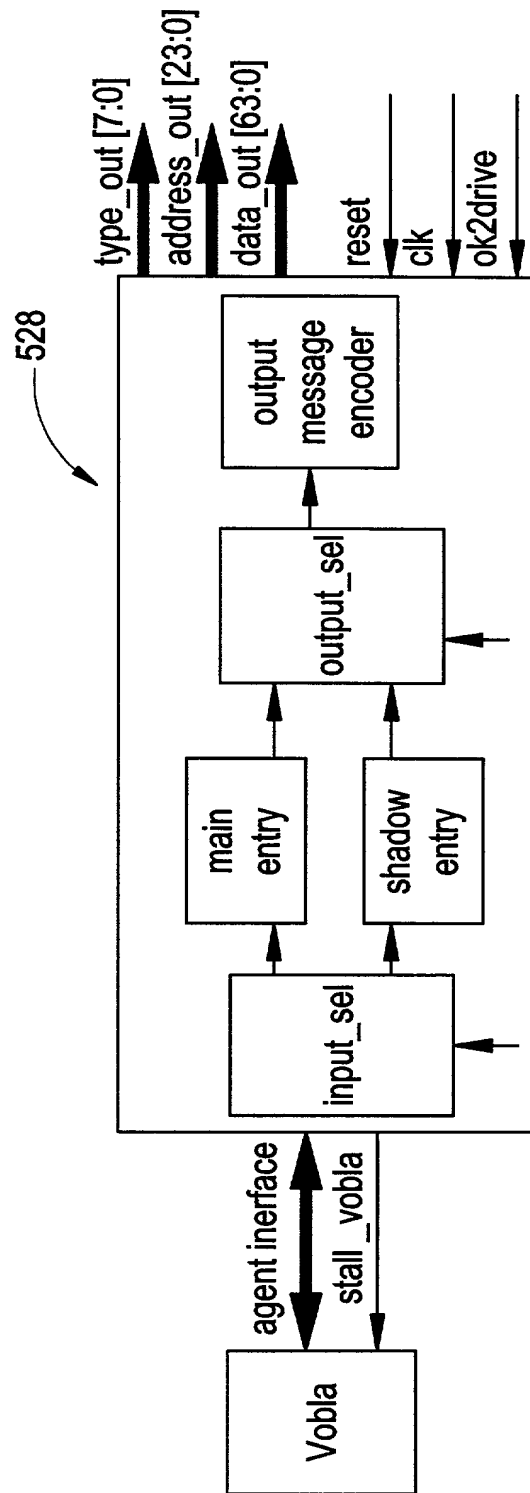 528
Vobla
agent inerface
stall_vobla
input_sel
main
entry
shadow
entry
output_sel
output
message
encoder
type_out [7:0]
address_out [23:0]
data_out [63:0]
reset
clk
ok2drive